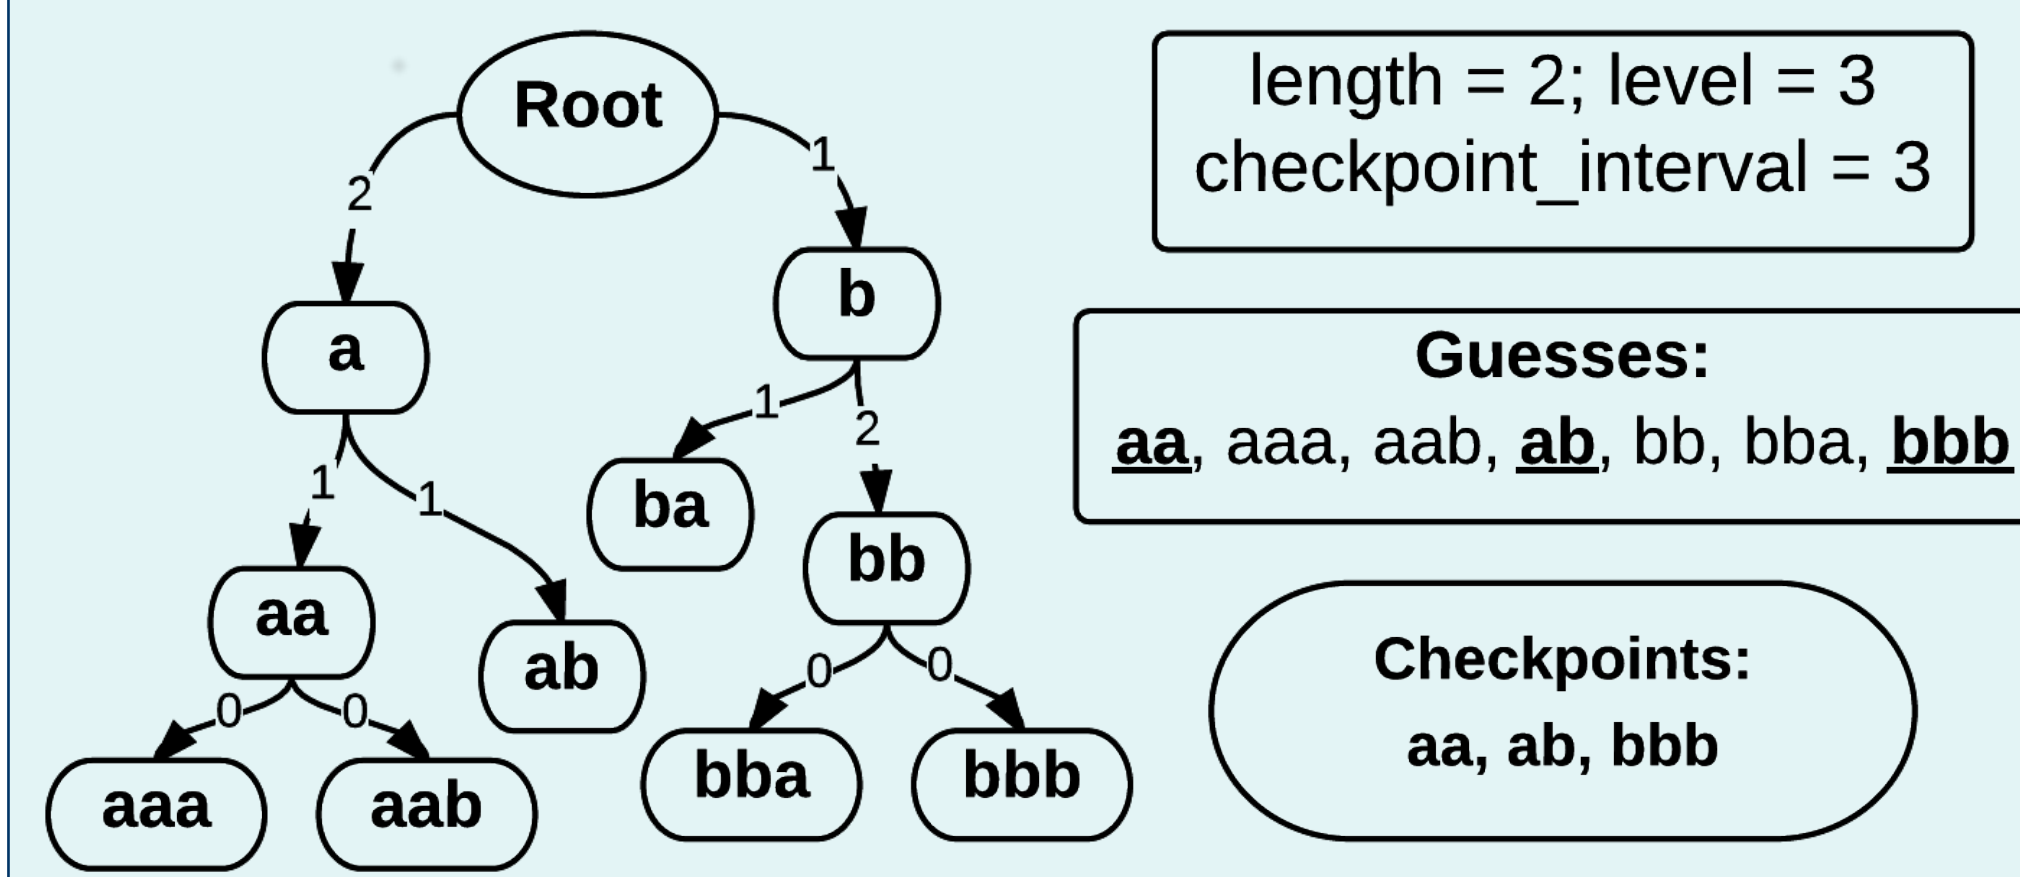 Root
2
1
a
b
1
1
1
2
aa
ab
ba
bb
0
0
0
0
aaa
aab
bba
bbb
length = 2; level = 3
checkpoint_interval = 3
Guesses:
aa, aaa, aab, ab, bb, bba, bbb
Checkpoints:
aa, ab, bbb